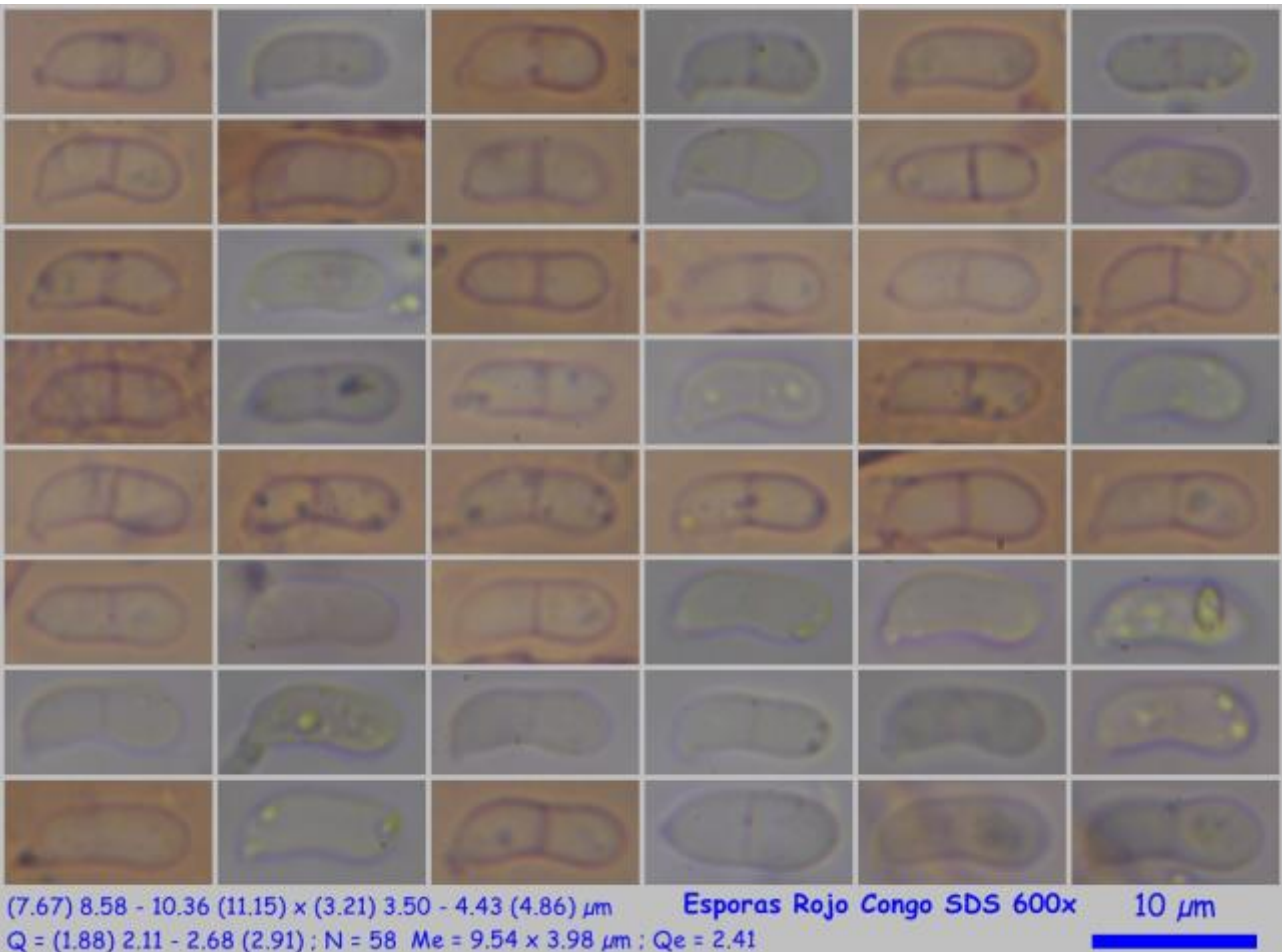 (7.67) 8.58 - 10.36 (11.15) x (3.21) 3.50 - 4.43 (4.86) µm
Esporas Rojo Congo SDS 600x
10 µm
Q = (1.88) 2.11 - 2.68 (2.91) ; N = 58 Me = 9.54 x 3.98 µm ; Qe = 2.41